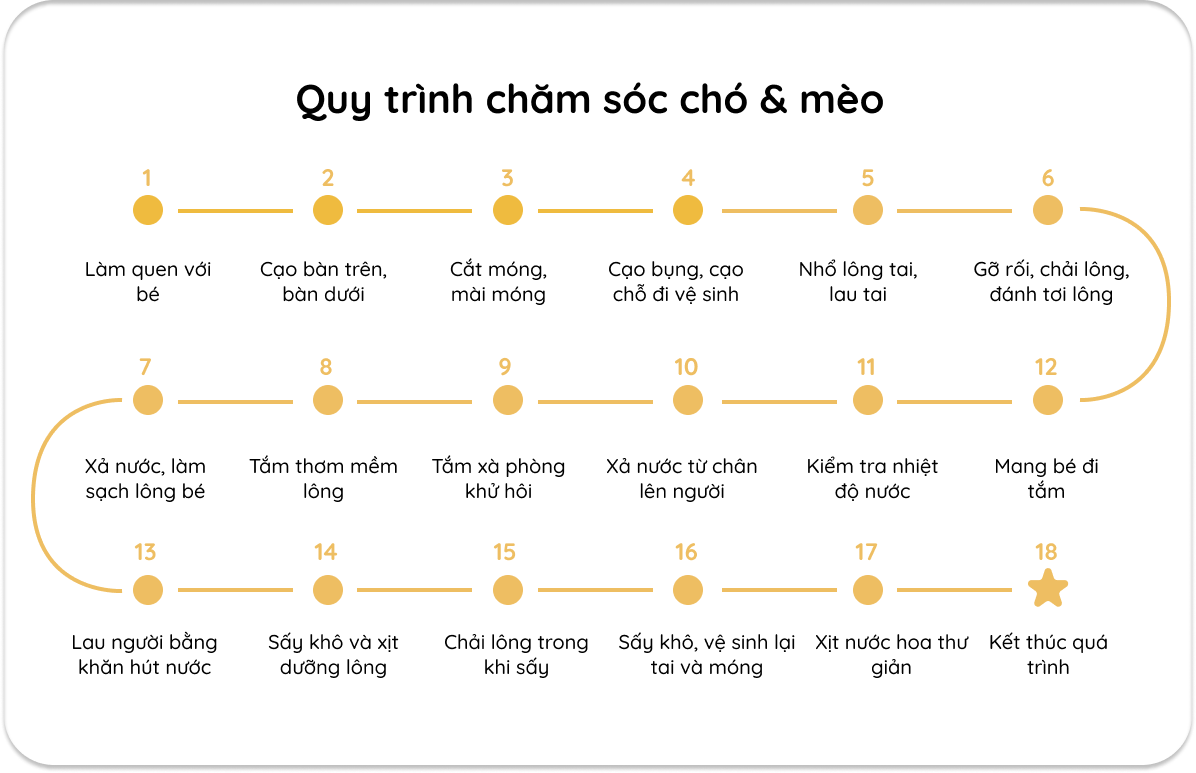 Quy trình chăm sóc chó & mèo
1
2
3
4
5
6
Làm quen với
bé
Cạo bàn trên,
bàn dưới
Cắt móng,
mài móng
Cạo bụng, cạo
chỗ đi vệ sinh
Nhổ lông tai,
lau tai
Gỡ rối, chải lông,
đánh tơi lông
7
8
9
10
11
12
Xả nước, làm
sạch lông bé
Tắm thơm mềm
lông
Tắm xà phòng
khử hôi
Xả nước từ chân
lên người
Kiểm tra nhiệt
độ nước
Mang bé đi
tắm
13
14
15
16
17
18
Lau người bằng
khăn hút nước
Sấy khô và xịt
dưỡng lông
Chải lông trong
khi sấy
Sấy khô, vệ sinh lại
tai và móng
Xịt nước hoa thư
giản
Kết thúc quá
trình